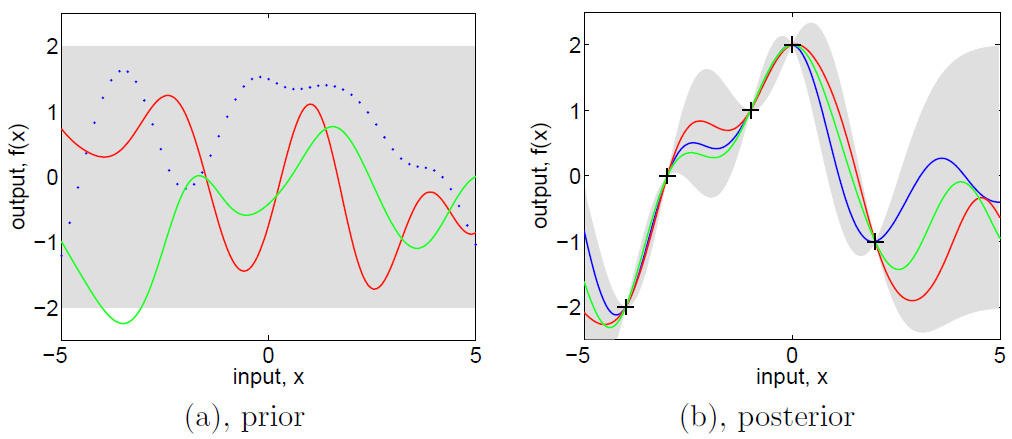 2
1
0
−1
−2
−5
0
5
output, f(x)
input, x
(a), prior
2
1
0
−1
−2
−5
0
5
output, f(x)
input, x
(b), posterior